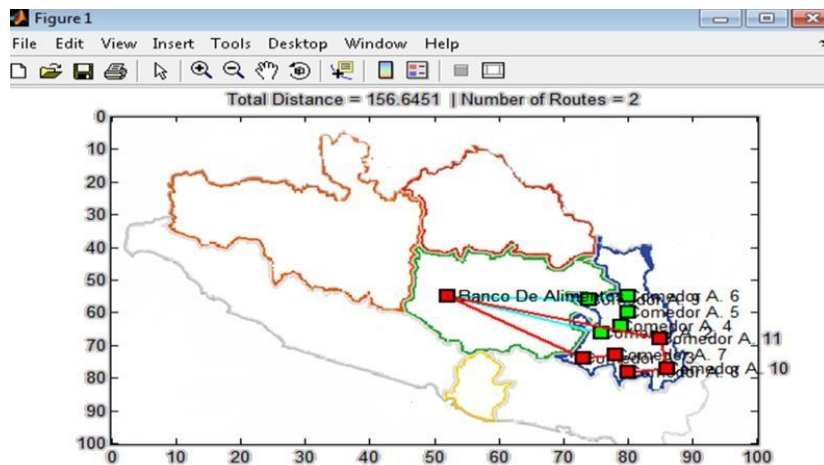 Figure 1
File Edit View Insert Tools Desktop Window Help
Total Distance = 156.6451 | Number of Routes = 2
0
10
20
30
40
50
60
70
80
90
100
Banco De Alimentos
Comedor A. 6
Comedor A. 5
Comedor A. 4
Comedor A. 11
Comedor A. 7
Comedor A. 10
0 10 20 30 40 50 60 70 80 90 100